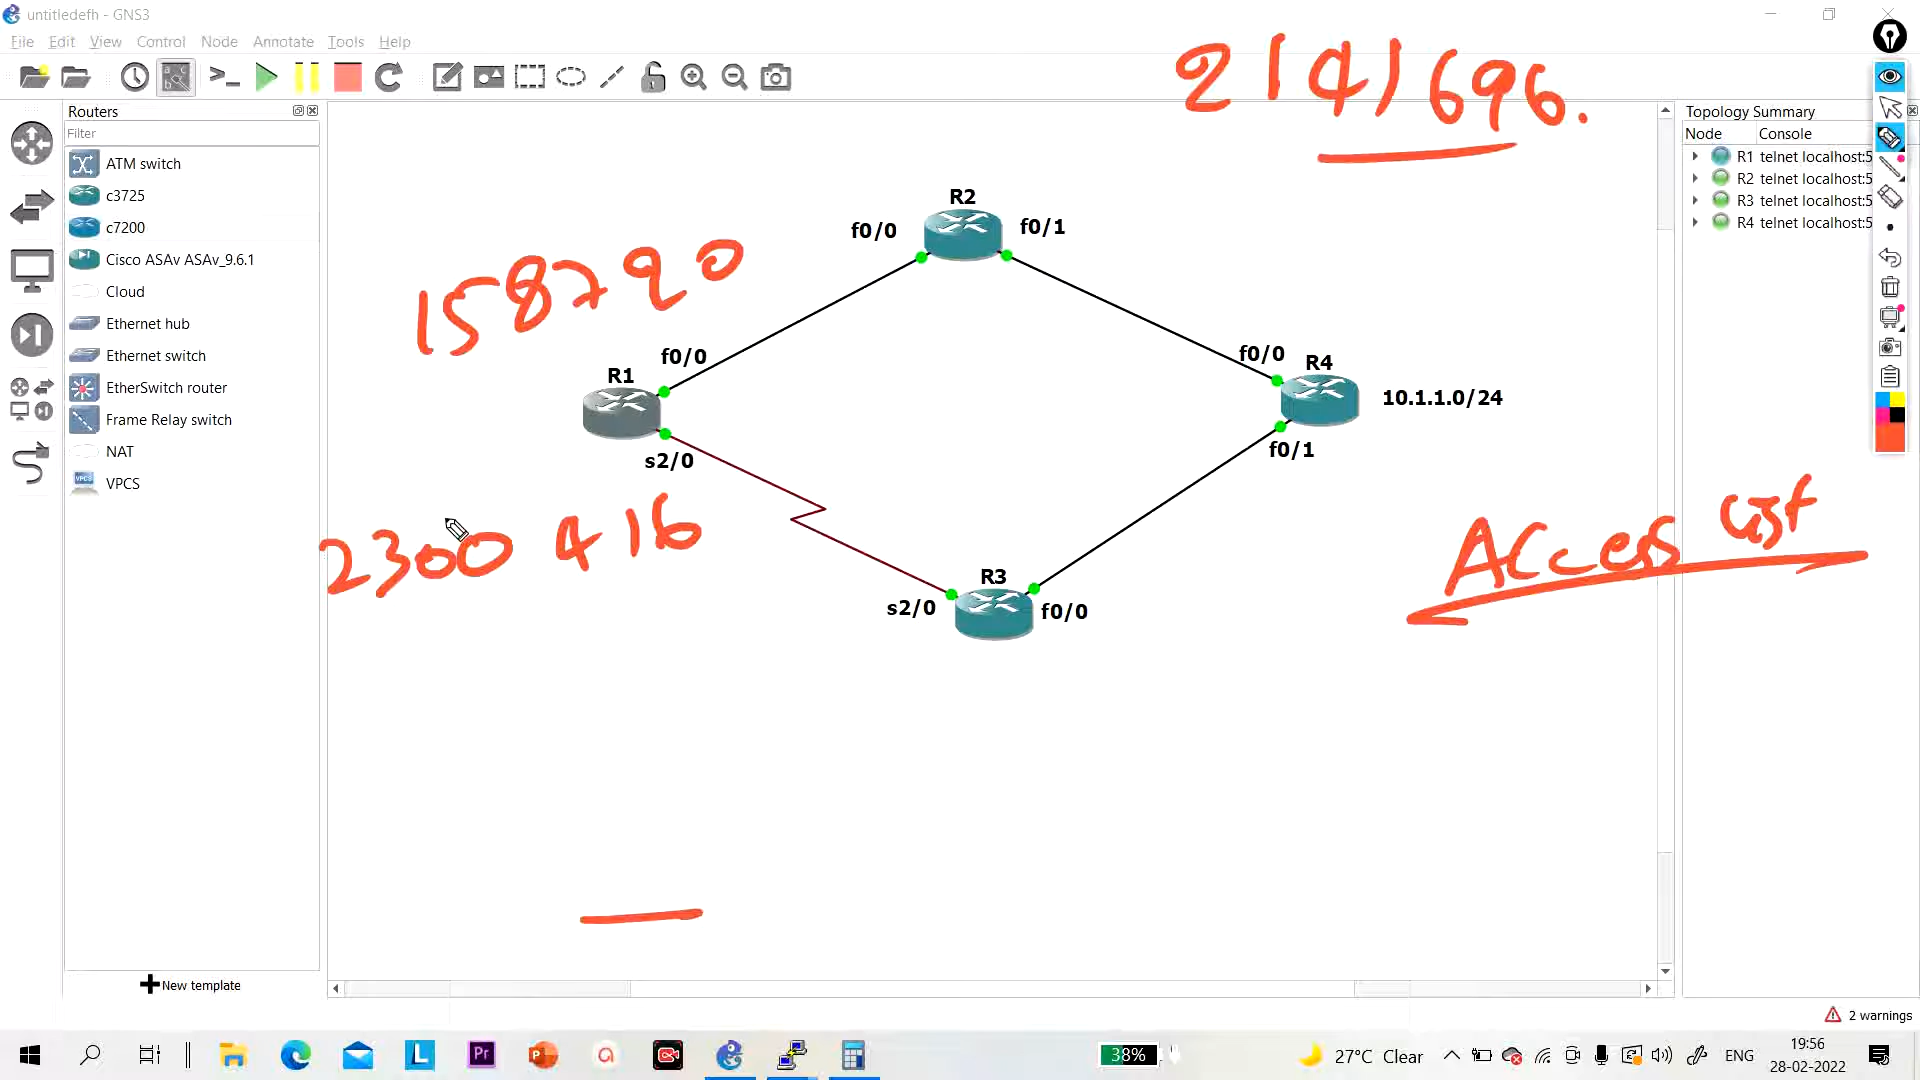 untitledefh - GNS3
File Edit View Control Node Annotate Tools Help
2141696.
Routers
Filter
ATM switch
c3725
c7200
Cisco ASAv ASAv_9.6.1
Cloud
Ethernet hub
Ethernet switch
EtherSwitch router
Frame Relay switch
NAT
VPCS
New template
R2
f0/0
f0/1
158720
f0/0
R1
s2/0
f0/0
R4
10.1.1.0/24
f0/1
2300416
R3
s2/0
f0/0
Access List
Topology Summary
Node Console
R1 telnet localhost:5
R2 telnet localhost:5
R3 telnet localhost:5
R4 telnet localhost:5
2 warnings
38%
27°C Clear
ENG
19:56
28-02-2022